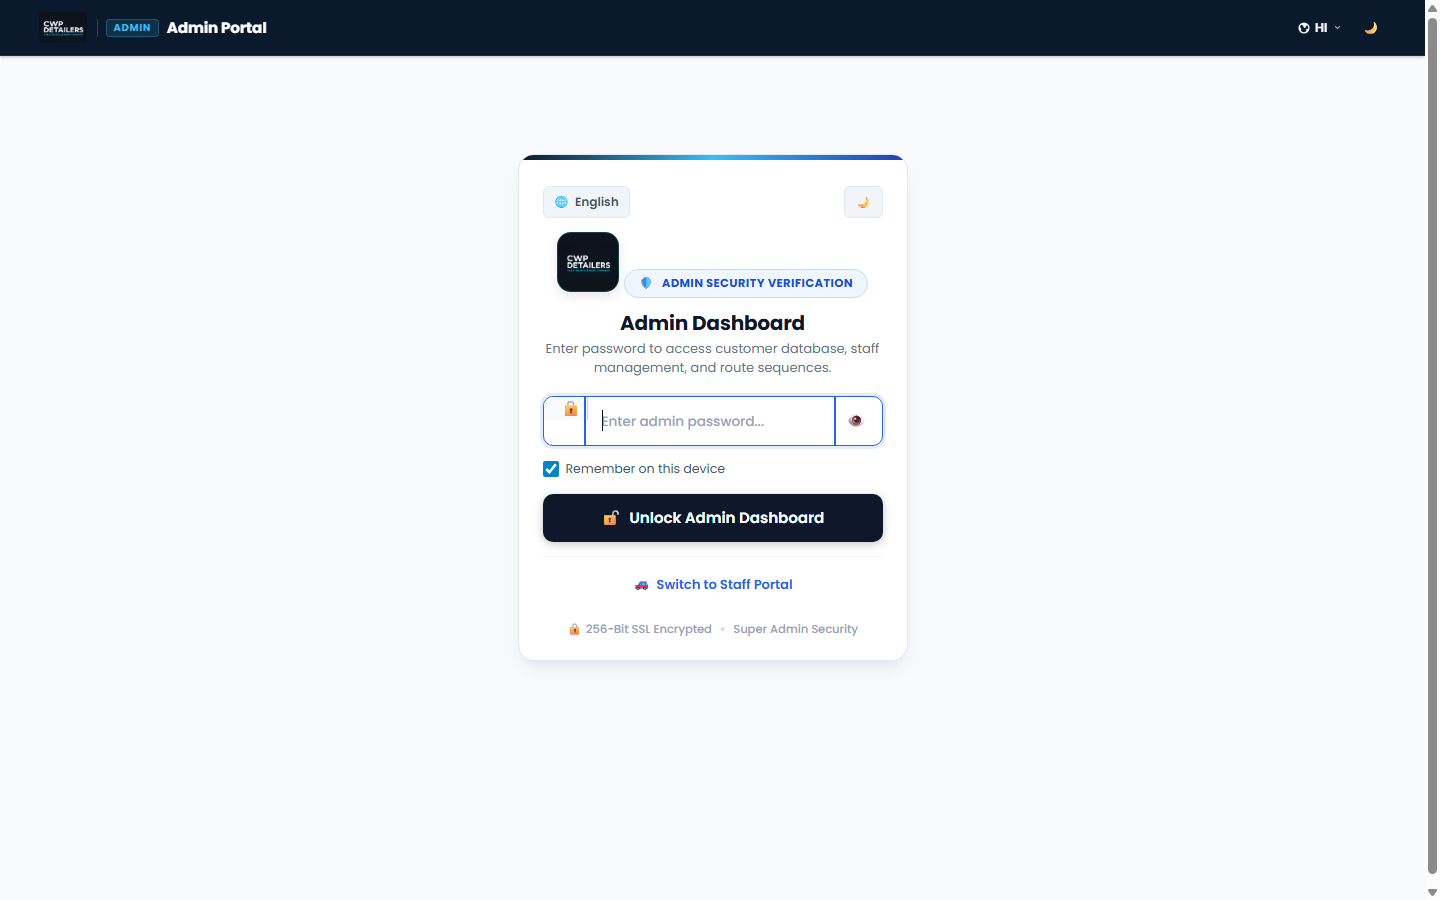 CWP
DETAILERS
ADMIN
Admin Portal
HI
English
CWP
DETAILERS
ADMIN SECURITY VERIFICATION
Admin Dashboard
Enter password to access customer database, staff
management, and route sequences.
Enter admin password...
Remember on this device
Unlock Admin Dashboard
Switch to Staff Portal
256-Bit SSL Encrypted • Super Admin Security